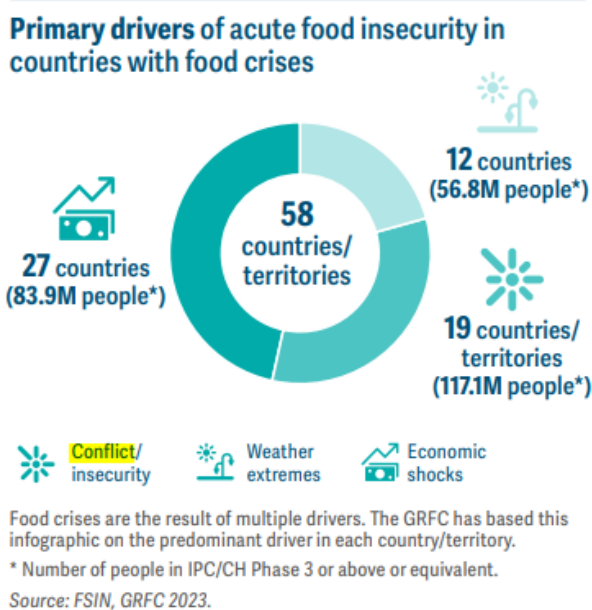 Primary drivers of acute food insecurity in
countries with food crises
12 countries
(56.8M people*)
58
countries/
territories
27 countries
(83.9M people*)
19 countries/
territories
(117.1M people*)
Conflict/
insecurity
Weather
extremes
Economic
shocks
Food crises are the result of multiple drivers. The GRFC has based this
infographic on the predominant driver in each country/territory.
* Number of people in IPC/CH Phase 3 or above or equivalent.
Source: FSIN, GRFC 2023.